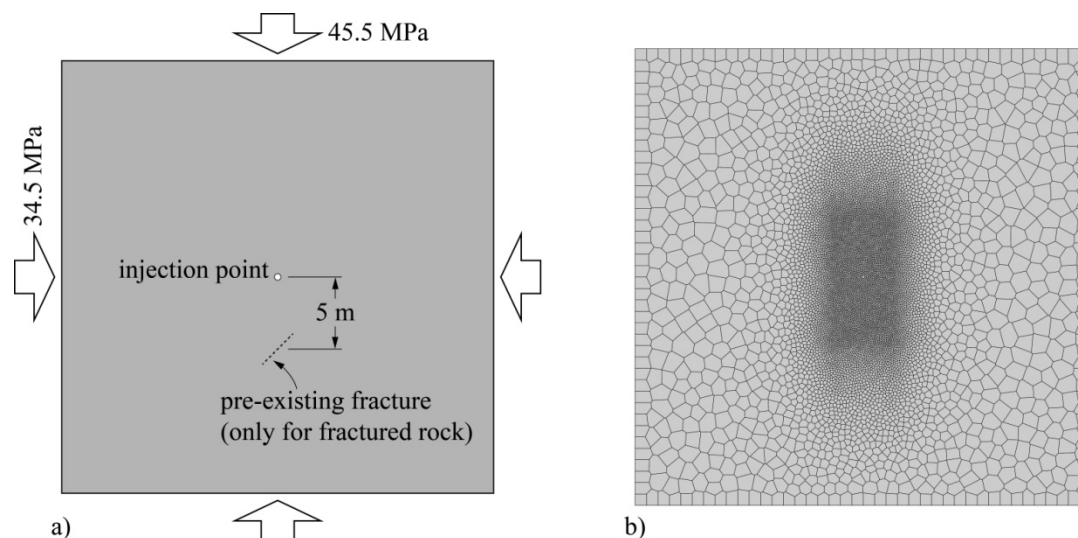 45.5 MPa
34.5 MPa
injection point
5 m
pre-existing fracture
(only for fractured rock)
a)
b)